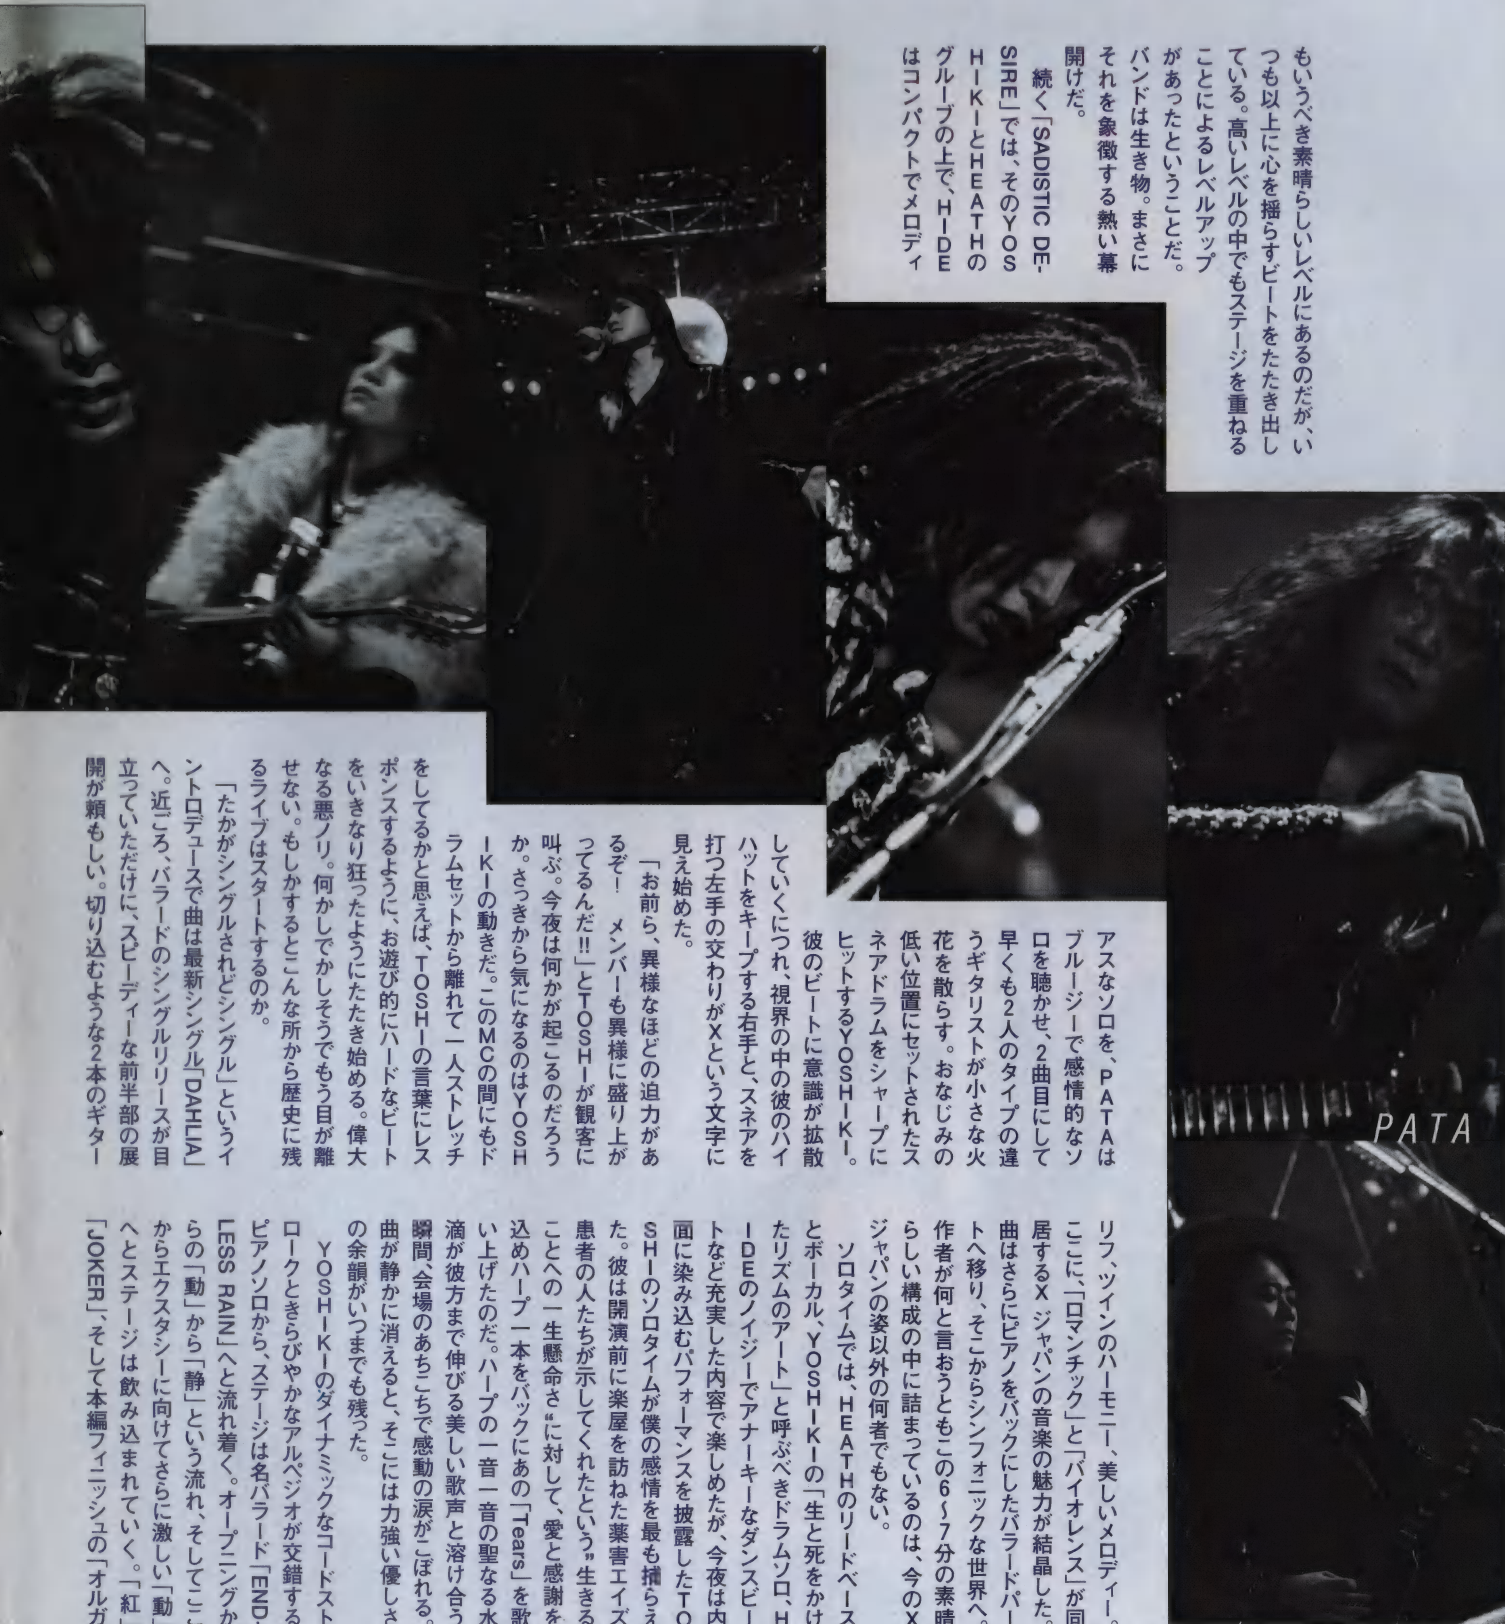 もいうべき素晴らしいレベルにあるのだが、い
つも以上に心を揺らすビートをたたき出し
ている。高いレベルの中でもステージを重ねる
ことによるレベルアップ
があったということだ。
バンドは生き物。まさに
それを象徴する熱い幕
開けだ。
続く「SADISTIC DE-
SIRE」では、そのYOS
HIKIとHEATHの
グルーブの上で、HIDE
はコンパクトでメロディ
アスなソロを、PATAは
ブルージーで感情的なソ
ロを聴かせ、2曲目にして
早くも2人のタイプの違
うギタリストが小さな火
花を散らす。おなじみの
低い位置にセットされたス
ネアドラムをシャープに
ヒットするYOSHIKI。
彼のビートに意識が拡散
していくにつれ、視界の中の彼のハイ
ハットをキープする右手と、スネアを
打つ左手の交わりがXという文字に
見え始めた。
「お前ら、異様なほどの迫力があ
るぞ! メンバーも異様に盛り上が
ってるんだ!!」とTOSHIが観客に
叫ぶ。今夜は何かが起こるのだろう
か。さっきから気になるのはYOSH
IKIの動きだ。このMCの間にもド
ラムセットから離れて一人ストレッチ
をしてるかと思えば、TOSHIの言葉にレス
ポンスするように、お遊び的にハードなビート
をいきなり狂ったようにたたき始める。偉大
なる悪ノリ。何かしでかしそうでもう目が離
せない。もしかするとこんな所から歴史に残
るライブはスタートするのか。
「たかがシングルされどシングル」というイ
ントロデュースで曲は最新シングル「DAHLIA」
へ。近ごろ、バラードのシングルリリースが目
立っていただけに、スピーディーな前半部の展
開が頼もしい。切り込むような2本のギター
リフ、ツインのハーモニー、美しいメロディー。
ここに、「ロマンチック」と「バイオレンス」が同
居するX ジャパンの音楽の魅力が結晶した。
曲はさらにピアノをバックにしたバラードパー
トへ移り、そこからシンフォニックな世界へ。
作者が何と言おうともこの6～7分の素晴
らしい構成の中に詰まっているのは、今のX
ジャパンの姿以外の何者でもない。
ソロタイムでは、HEATHのリードベース
とボーカル、YOSHIKIの「生と死をかけ
たリズムのアート」と呼ぶべきドラムソロ、H
IDEのノイジーでアナーキーなダンスビー
トなど充実した内容で楽しめたが、今夜は内
面に染み込むパフォーマンスを披露したTO
SHIのソロタイムが僕の感情を最も捕らえ
た。彼は開演前に楽屋を訪ねた薬害エイズ
患者の人たちが示してくれたという〝生きる
ことへの一生懸命さ〟に対して、愛と感謝を
込めハープ一本をバックにあの「Tears」を歌
い上げたのだ。ハープの一音一音の聖なる水
滴が彼方まで伸びる美しい歌声と溶け合う
瞬間、会場のあちこちで感動の涙がこぼれる。
曲が静かに消えると、そこには力強い優しさ
の余韻がいつまでも残った。
YOSHIKIのダイナミックなコードスト
ロークときらびやかなアルペジオが交錯する
ピアノソロから、ステージは名バラード「END-
LESS RAIN」へと流れ着く。オープニングか
らの「動」から「静」という流れ、そしてここ
からエクスタシーに向けてさらに激しい「動」
へとステージは飲み込まれていく。「紅」
「JOKER」、そして本編フィニッシュの「オルガ
PATA